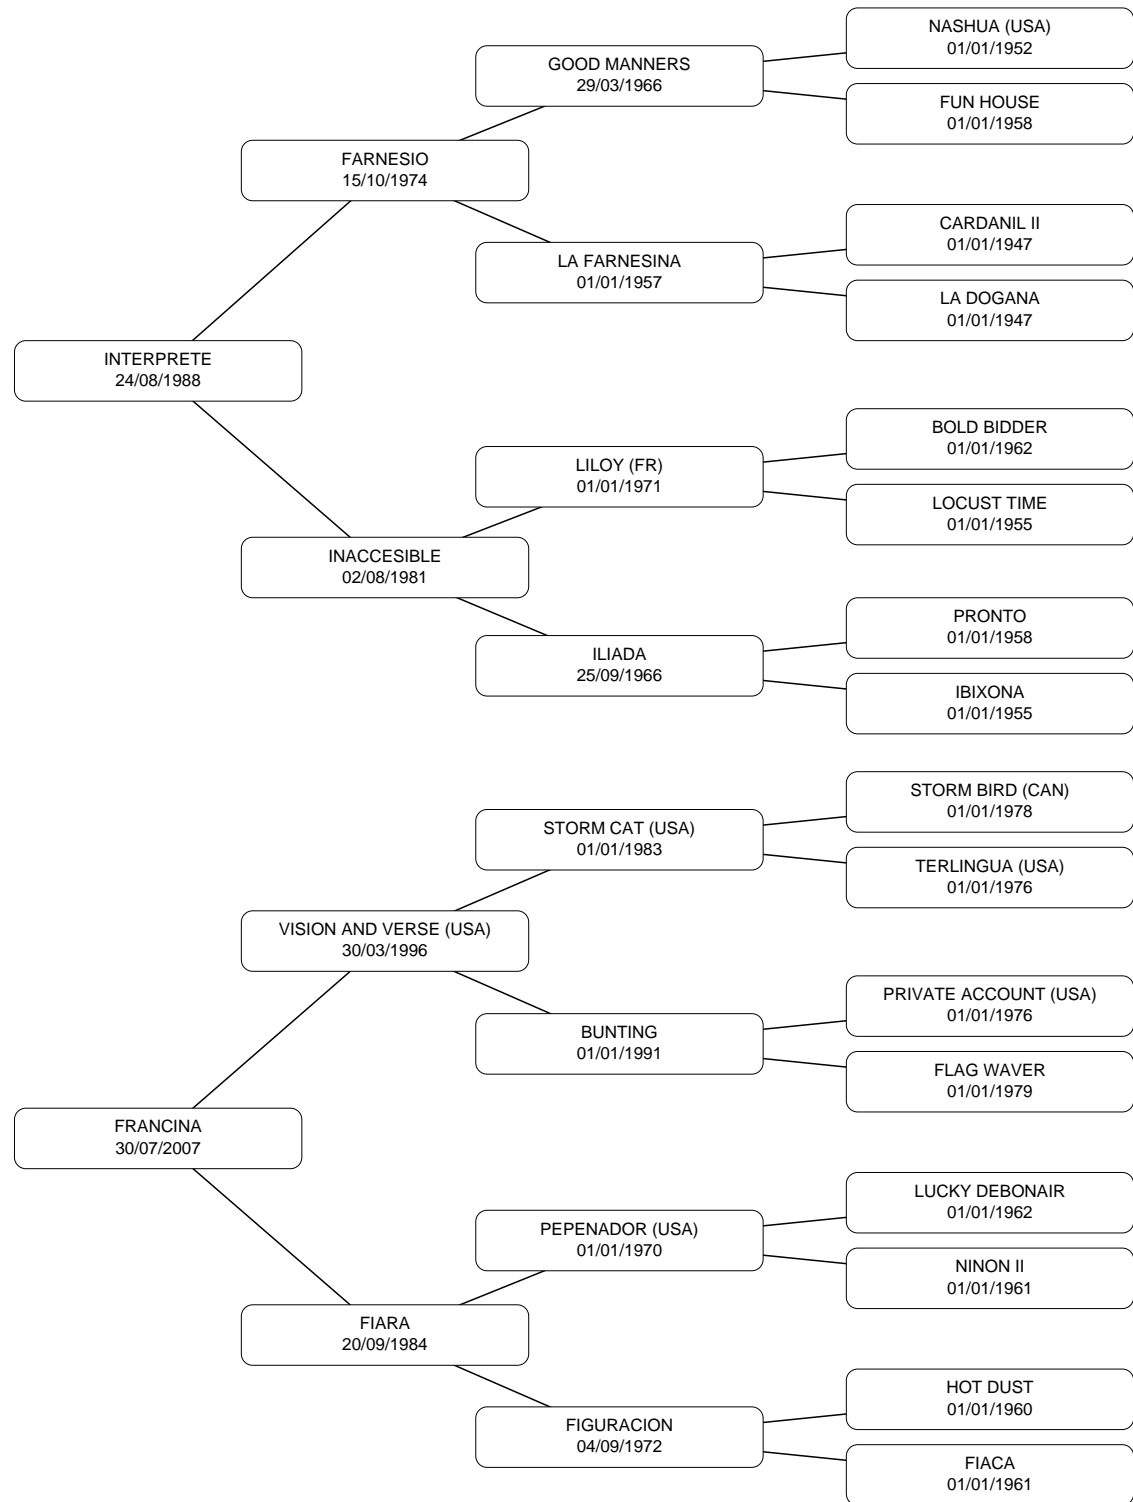 NASHUA (USA)
01/01/1952
GOOD MANNERS
29/03/1966
FUN HOUSE
01/01/1958
FARNESIO
15/10/1974
CARDANIL II
01/01/1947
LA FARNESINA
01/01/1957
LA DOGANA
01/01/1947
INTERPRETE
24/08/1988
BOLD BIDDER
01/01/1962
LILOY (FR)
01/01/1971
LOCUST TIME
01/01/1955
INACCESIBLE
02/08/1981
PRONTO
01/01/1958
ILIADA
25/09/1966
IBIXONA
01/01/1955
STORM BIRD (CAN)
01/01/1978
STORM CAT (USA)
01/01/1983
TERLINGUA (USA)
01/01/1976
VISION AND VERSE (USA)
30/03/1996
PRIVATE ACCOUNT (USA)
01/01/1976
BUNTING
01/01/1991
FLAG WAVER
01/01/1979
FRANCINA
30/07/2007
LUCKY DEBONAIR
01/01/1962
PEPENADOR (USA)
01/01/1970
NINON II
01/01/1961
FIARA
20/09/1984
HOT DUST
01/01/1960
FIGURACION
04/09/1972
FIACA
01/01/1961